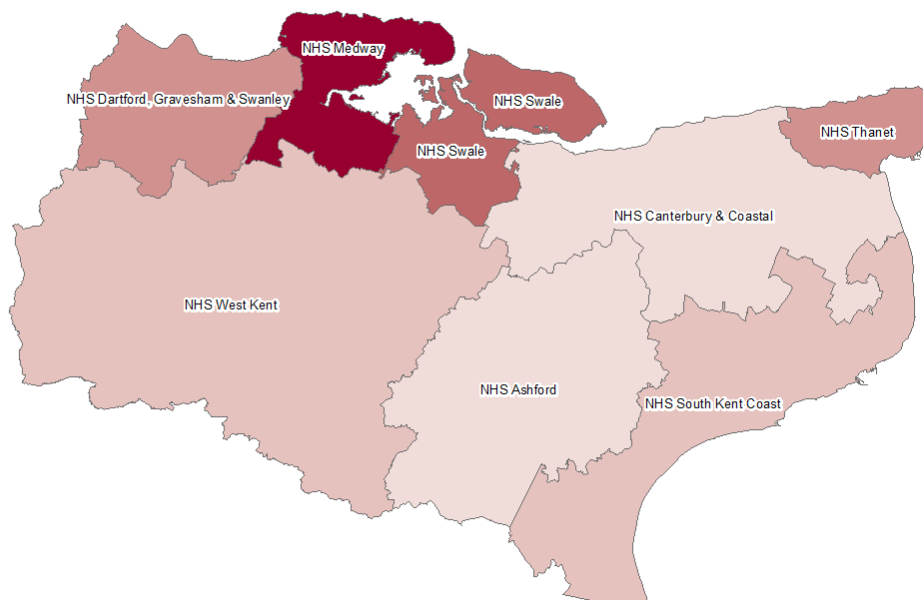 NHS Medway
NHS Dartford, Gravesham & Swanley
NHS Swale
NHS Thanet
NHS Swale
NHS Canterbury & Coastal
NHS West Kent
NHS Ashford
NHS South Kent Coast